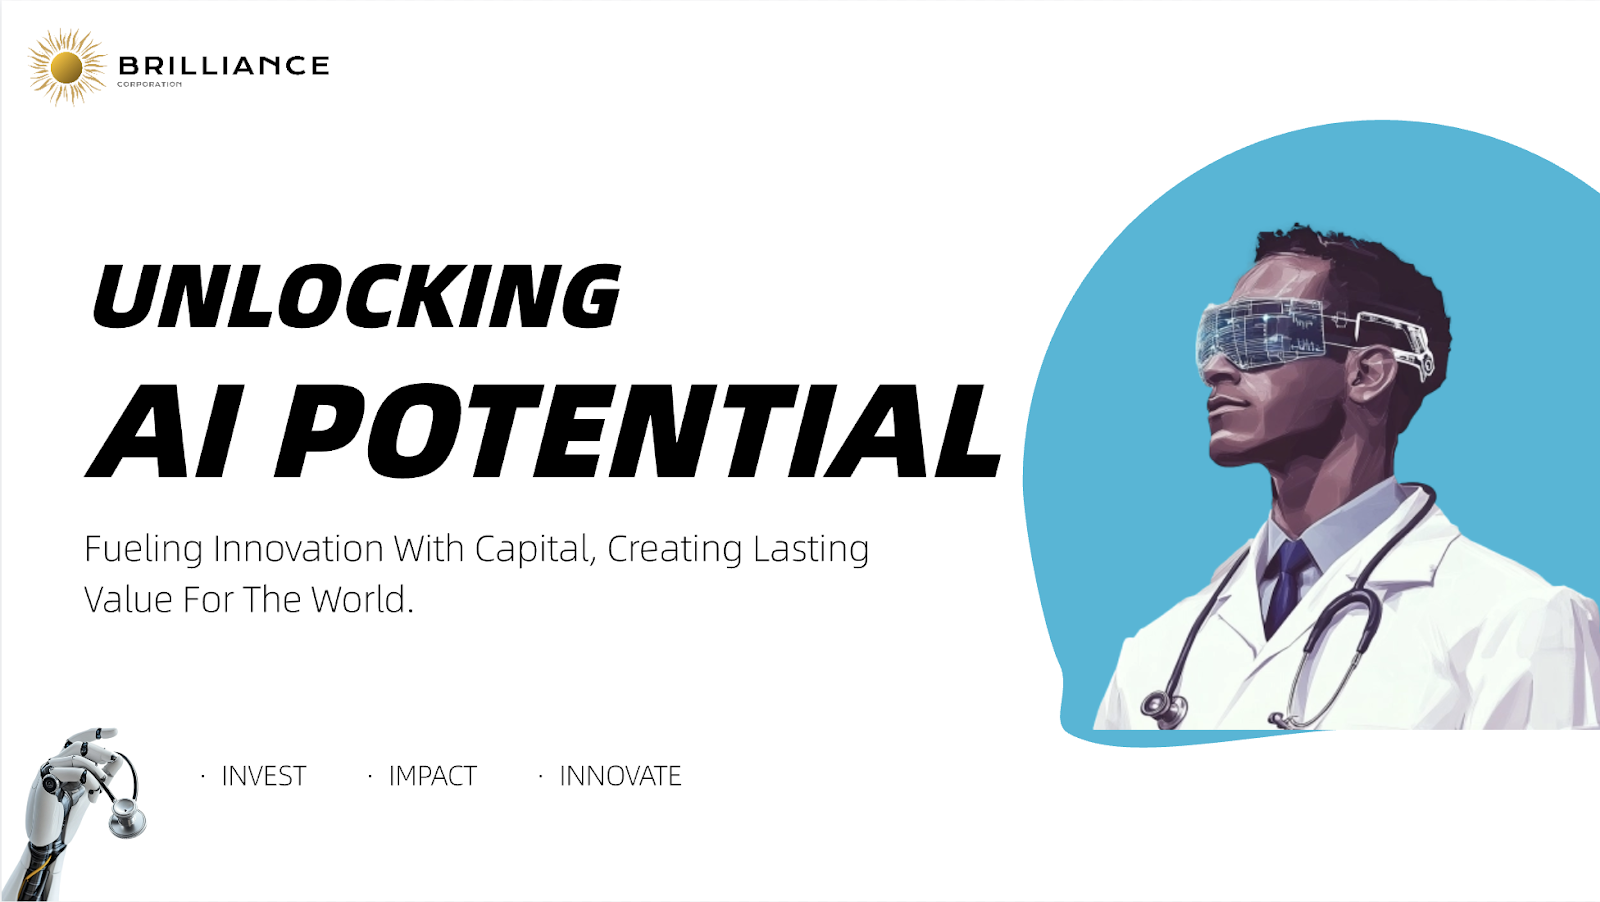 BRILLIANCE
CORPORATION
UNLOCKING
AI POTENTIAL
Fueling Innovation With Capital, Creating Lasting
Value For The World.
· INVEST · IMPACT · INNOVATE